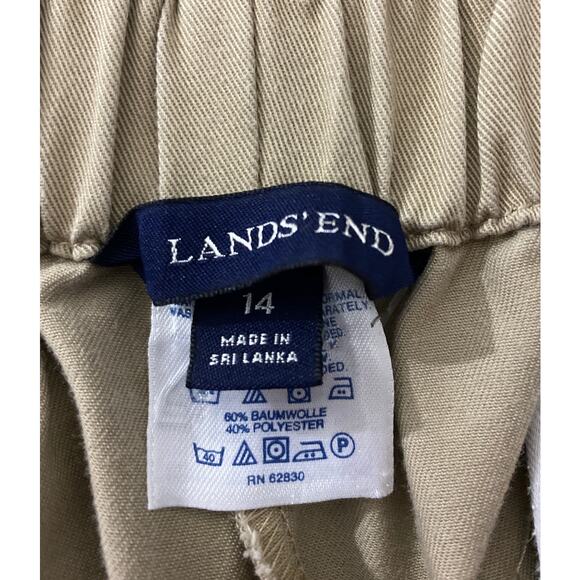 LANDS' END
14
MADE IN
SRI LANKA
60% BAUMWOLLE
40% POLYESTER
40
P
RN 62830